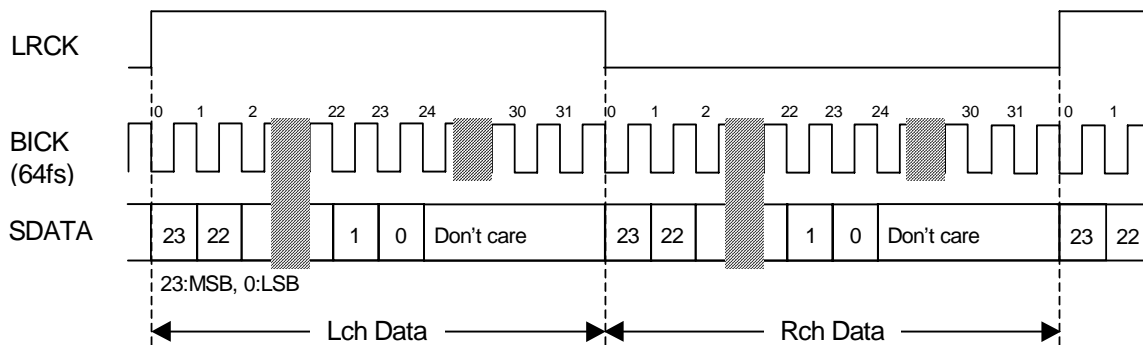 LRCK
0 1 2 22 23 24 30 31 0 1 2 22 23 24 30 31 0 1
BICK
(64fs)
SDATA 23 22 1 0 Don't care 23 22 1 0 Don't care 23 22
23:MSB, 0:LSB
Lch Data Rch Data